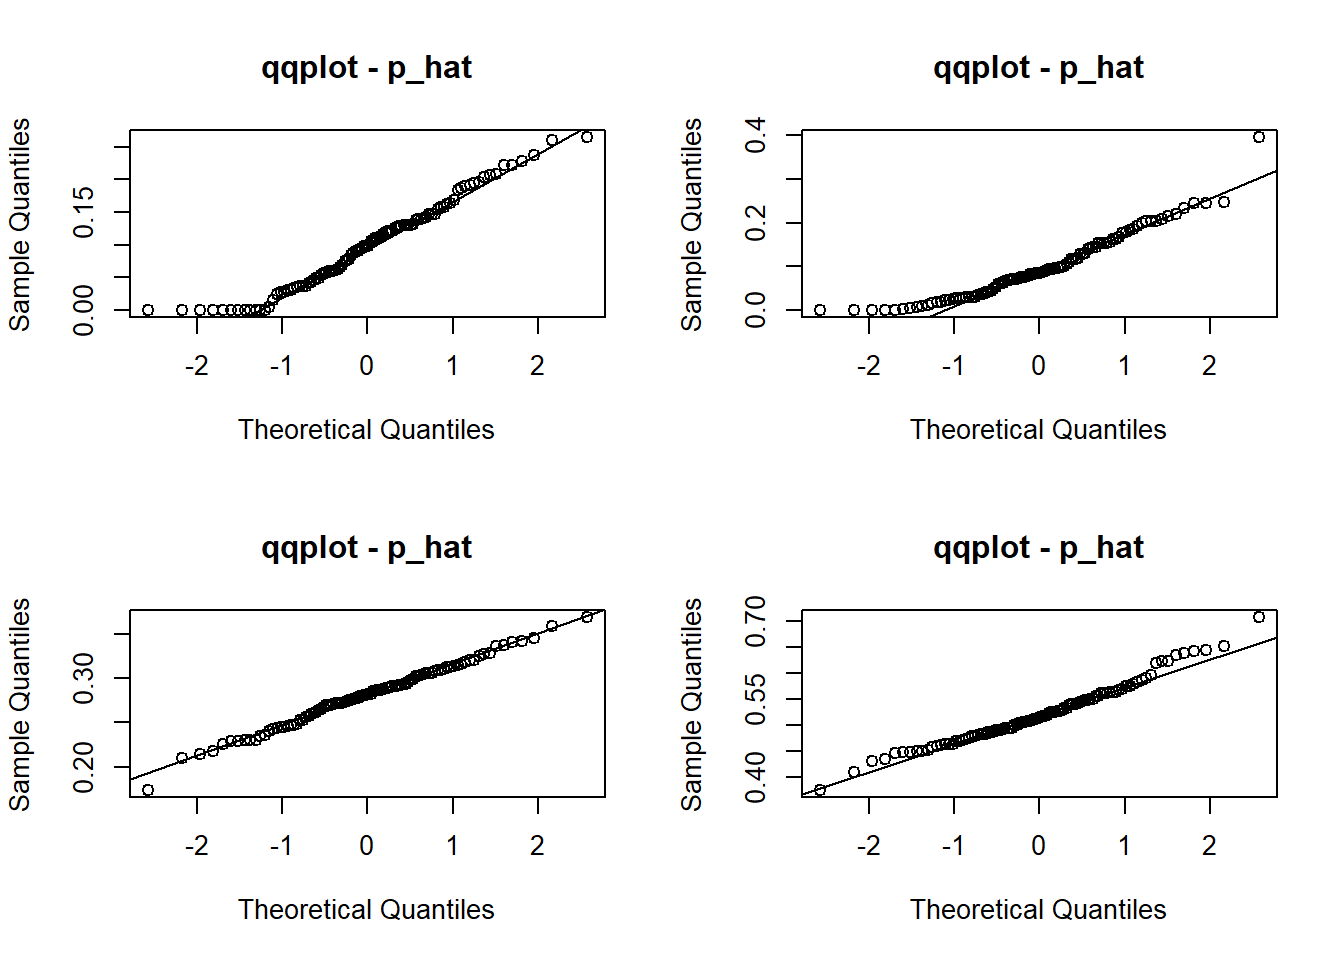 qqplot - p_hat
Sample Quantiles
0.00 0.15
-2 -1 0 1 2
Theoretical Quantiles
qqplot - p_hat
Sample Quantiles
0.0 0.2 0.4
-2 -1 0 1 2
Theoretical Quantiles
qqplot - p_hat
Sample Quantiles
0.20 0.30
-2 -1 0 1 2
Theoretical Quantiles
qqplot - p_hat
Sample Quantiles
0.40 0.55 0.70
-2 -1 0 1 2
Theoretical Quantiles